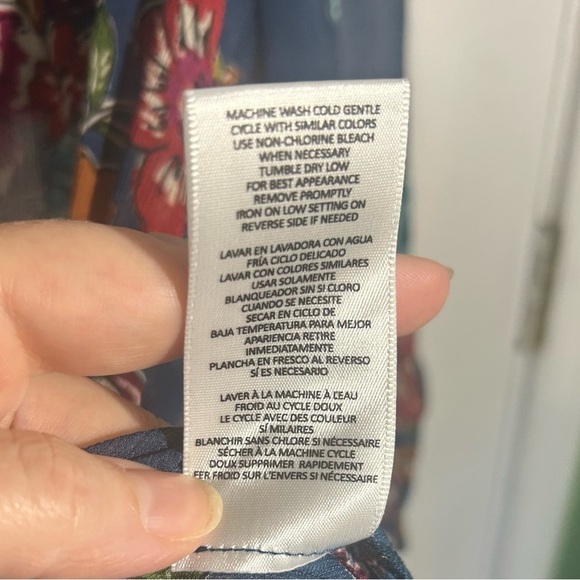 MACHINE WASH COLD GENTLE
CYCLE WITH SIMILAR COLORS
USE NON-CHLORINE BLEACH
WHEN NECESSARY
TUMBLE DRY LOW
FOR BEST APPEARANCE
REMOVE PROMPTLY
IRON ON LOW SETTING ON
REVERSE SIDE IF NEEDED
LAVAR EN LAVADORA CON AGUA
FRÍA CICLO DELICADO
LAVAR CON COLORES SIMILARES
USAR SOLAMENTE
BLANQUEADOR SIN SI CLORO
CUANDO SE NECESITE
SECAR EN CICLO DE
BAJA TEMPERATURA PARA MEJOR
APARIENCIA RETIRE
INMEDIATAMENTE
PLANCHA EN FRESCO AL REVERSO
SÍ ES NECESARIO
LAVER À LA MACHINE À L'EAU
FROID AU CYCLE DOUX
LE CYCLE AVEC DES COULEUR
SÍ MILAIRES
BLANCHIR SANS CHLORE SI NÉCESSAIRE
SÉCHER À LA MACHINE CYCLE
DOUX SUPPRIMER RAPIDEMENT
FER FROID SUR L'ENVERS SI NÉCESSAIRE